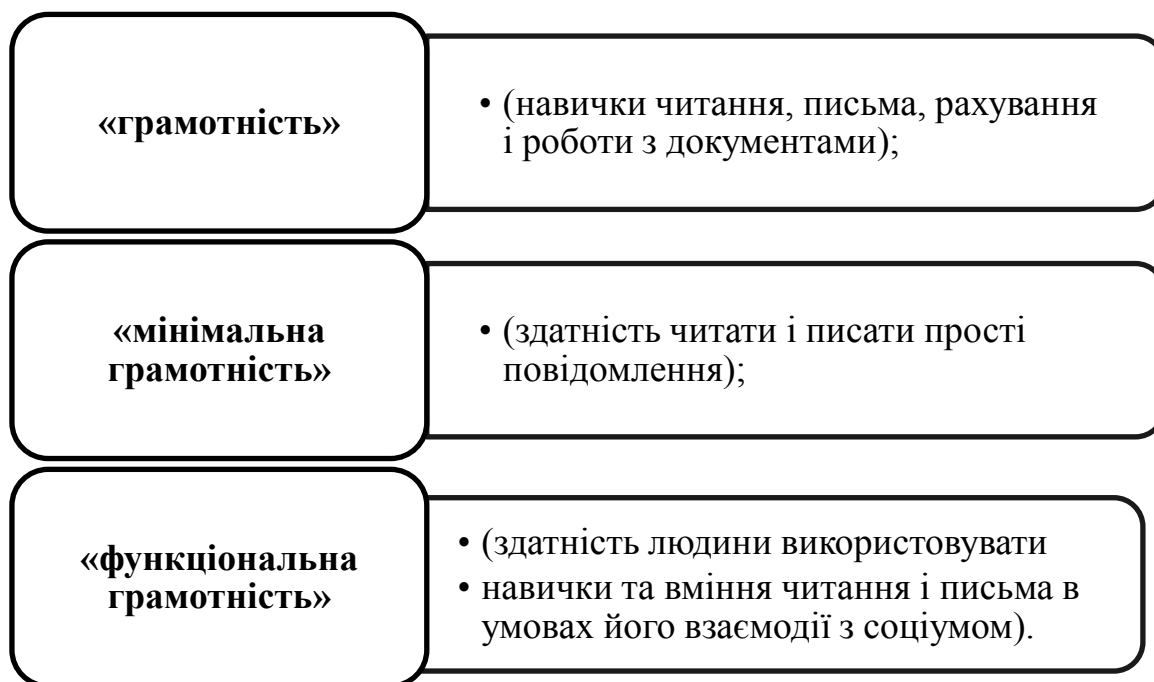 «грамотність»
• (навички читання, письма, рахування
і роботи з документами);
«мінімальна
грамотність»
• (здатність читати і писати прості
повідомлення);
«функціональна
грамотність»
• (здатність людини використовувати
• навички та вміння читання і письма в
умовах його взаємодії з соціумом).